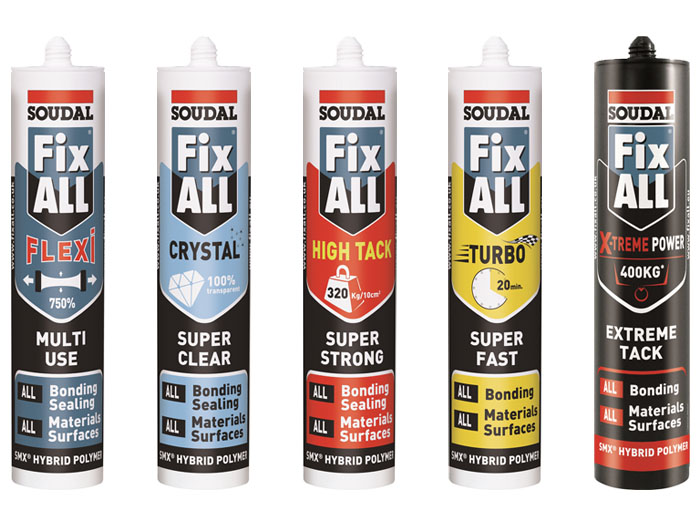 SOUDAL
Fix
ALL
®
FLEXi
750%
MULTI
USE
ALL Bonding
Sealing
ALL Materials
Surfaces
SMX® HYBRID POLYMER
SOUDAL
Fix
ALL
®
CRYSTAL
100%
transparent
SUPER
CLEAR
ALL Bonding
Sealing
ALL Materials
Surfaces
SMX® HYBRID POLYMER
SOUDAL
Fix
ALL
®
HIGH TACK
320 Kg/10cm²
SUPER
STRONG
ALL Bonding
Sealing
ALL Materials
Surfaces
SMX® HYBRID POLYMER
SOUDAL
Fix
ALL
®
TURBO
20min.
SUPER
FAST
ALL Bonding
ALL Materials
Surfaces
SMX® HYBRID POLYMER
SOUDAL
Fix
ALL
®
X-TREME POWER
400KG*
EXTREME
TACK
ALL Bonding
ALL Materials
Surfaces
SMX® HYBRID POLYMER